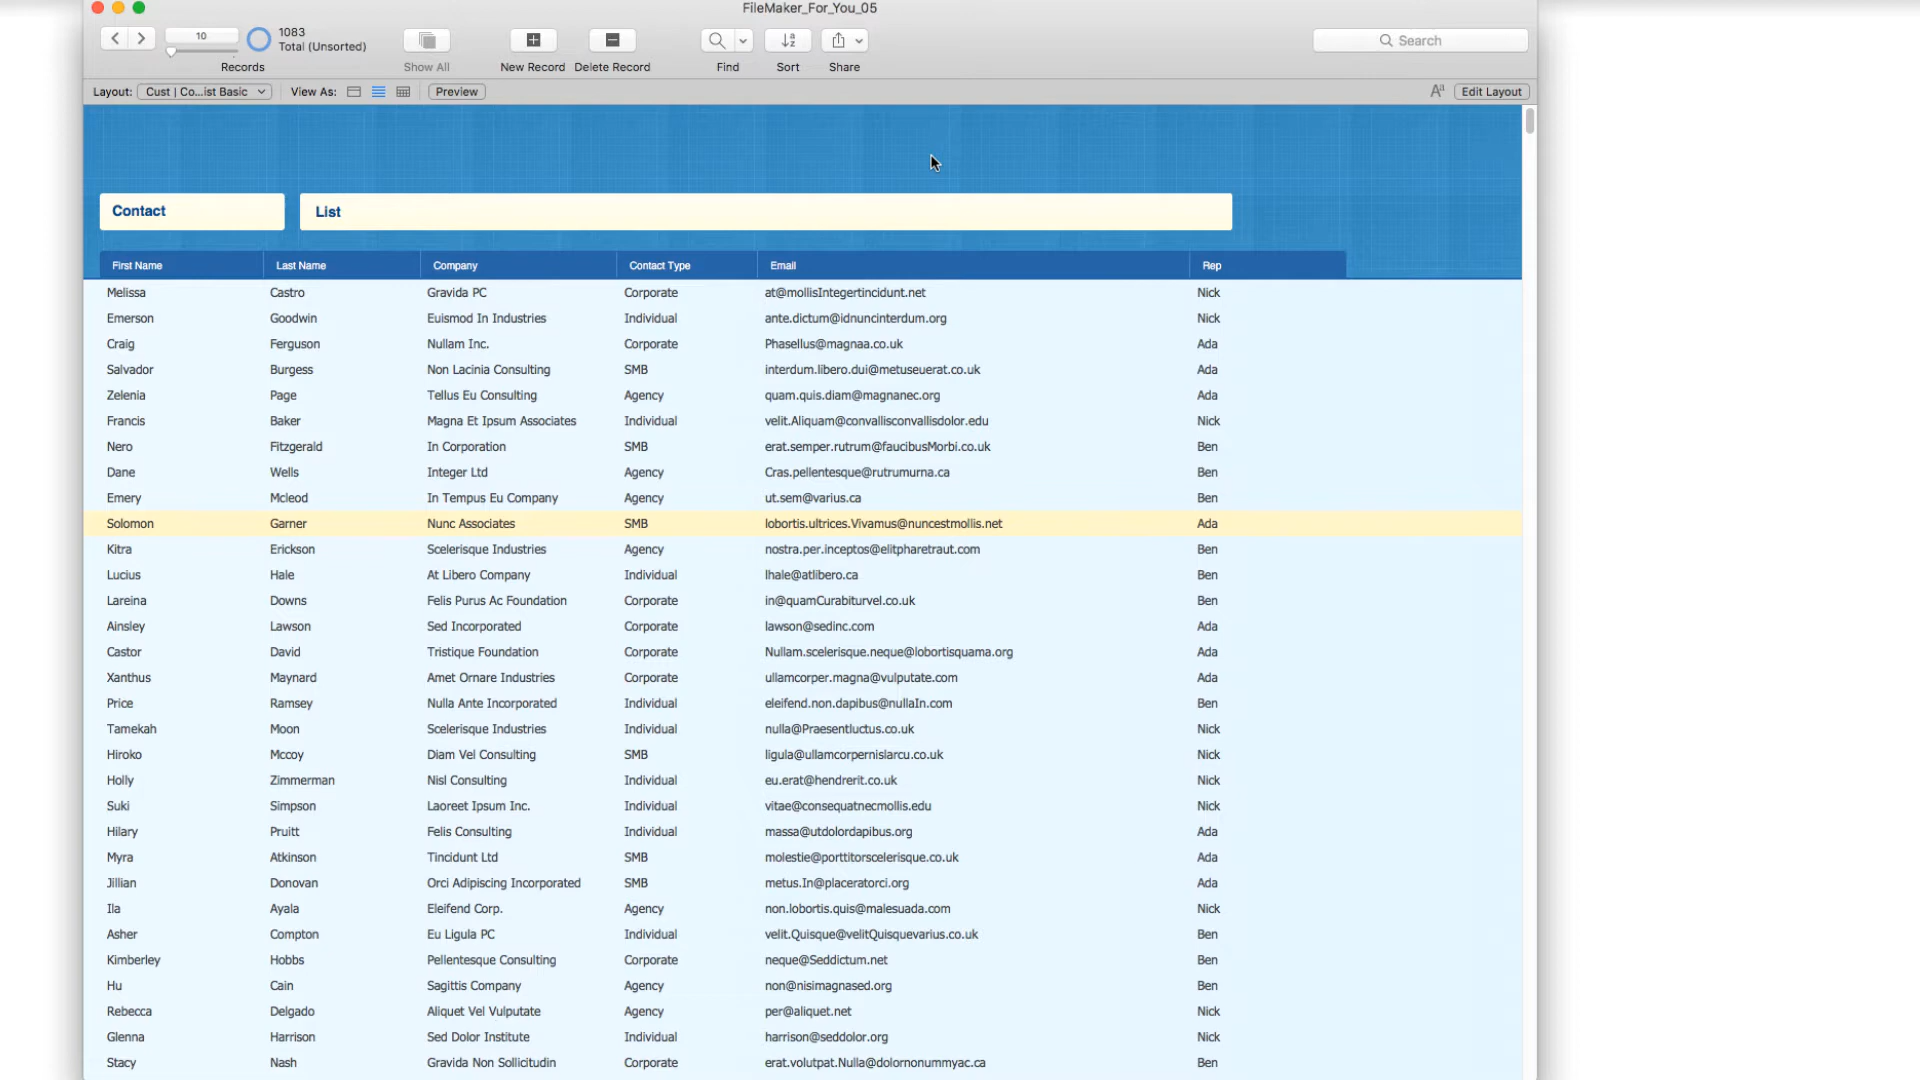 FileMaker_For_You_05
10
1083
Total (Unsorted)
Records
Show All
New Record
Delete Record
Find
Sort
Share
Search
Layout: Cust | Co...ist Basic
View As:
Preview
Aa
Edit Layout
Contact
List
First Name Last Name Company Contact Type Email Rep
Melissa Castro Gravida PC Corporate at@mollisIntegertincidunt.net Nick
Emerson Goodwin Euismod In Industries Individual ante.dictum@idnuncinterdum.org Nick
Craig Ferguson Nullam Inc. Corporate Phasellus@magnaa.co.uk Ada
Salvador Burgess Non Lacinia Consulting SMB interdum.libero.dui@metuseuerat.co.uk Ada
Zelenia Page Tellus Eu Consulting Agency quam.quis.diam@magnanec.org Ada
Francis Baker Magna Et Ipsum Associates Individual velit.Aliquam@convallisconvallisdolor.edu Nick
Nero Fitzgerald In Corporation SMB erat.semper.rutrum@faucibusMorbi.co.uk Ben
Dane Wells Integer Ltd Agency Cras.pellentesque@rutrumurna.ca Ben
Emery Mcleod In Tempus Eu Company Agency ut.sem@varius.ca Ben
Solomon Garner Nunc Associates SMB lobortis.ultrices.Vivamus@nuncestmollis.net Ada
Kitra Erickson Scelerisque Industries Agency nostra.per.inceptos@elitpharetraut.com Ben
Lucius Hale At Libero Company Individual lhale@atlibero.ca Ben
Lareina Downs Felis Purus Ac Foundation Corporate in@quamCurabiturvel.co.uk Ben
Ainsley Lawson Sed Incorporated Corporate lawson@sedinc.com Ada
Castor David Tristique Foundation Corporate Nullam.scelerisque.neque@lobortisquama.org Ada
Xanthus Maynard Amet Ornare Industries Corporate ullamcorper.magna@vulputate.com Ada
Price Ramsey Nulla Ante Incorporated Individual eleifend.non.dapibus@nullaIn.com Ben
Tamekah Moon Scelerisque Industries Individual nulla@Praesentluctus.co.uk Nick
Hiroko Mccoy Diam Vel Consulting SMB ligula@ullamcorpernislarcu.co.uk Nick
Holly Zimmerman Nisl Consulting Individual eu.erat@hendrerit.co.uk Nick
Suki Simpson Laoreet Ipsum Inc. Individual vitae@consequatnecmollis.edu Nick
Hilary Pruitt Felis Consulting Individual massa@utdolordapibus.org Ada
Myra Atkinson Tincidunt Ltd SMB molestie@porttitorscelerisque.co.uk Ada
Jillian Donovan Orci Adipiscing Incorporated SMB metus.In@placeratorci.org Ada
Ila Ayala Eleifend Corp. Agency non.lobortis.quis@malesuada.com Nick
Asher Compton Eu Ligula PC Individual velit.Quisque@velitQuisquevarius.co.uk Ben
Kimberley Hobbs Pellentesque Consulting Corporate neque@Seddictum.net Ben
Hu Cain Sagittis Company Agency non@nisimagnased.org Ben
Rebecca Delgado Aliquet Vel Vulputate Agency per@aliquet.net Nick
Glenna Harrison Sed Dolor Institute Individual harrison@seddolor.org Nick
Stacy Nash Gravida Non Sollicitudin Corporate erat.volutpat.Nulla@dolornonummyac.ca Ben